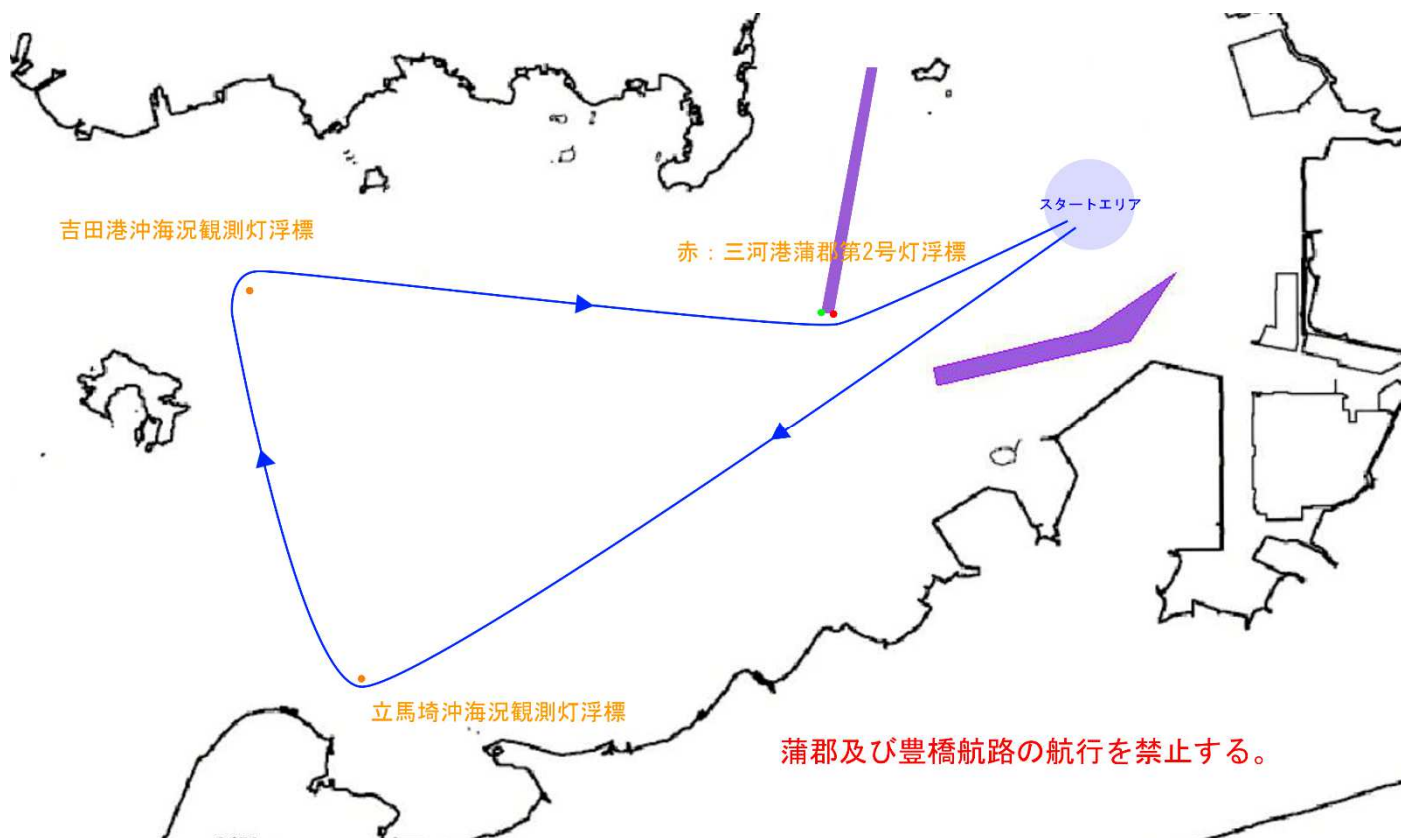 スタートエリア
吉田港沖海況観測灯浮標
赤：三河港蒲郡第2号灯浮標
立馬埼沖海況観測灯浮標
蒲郡及び豊橋航路の航行を禁止する。